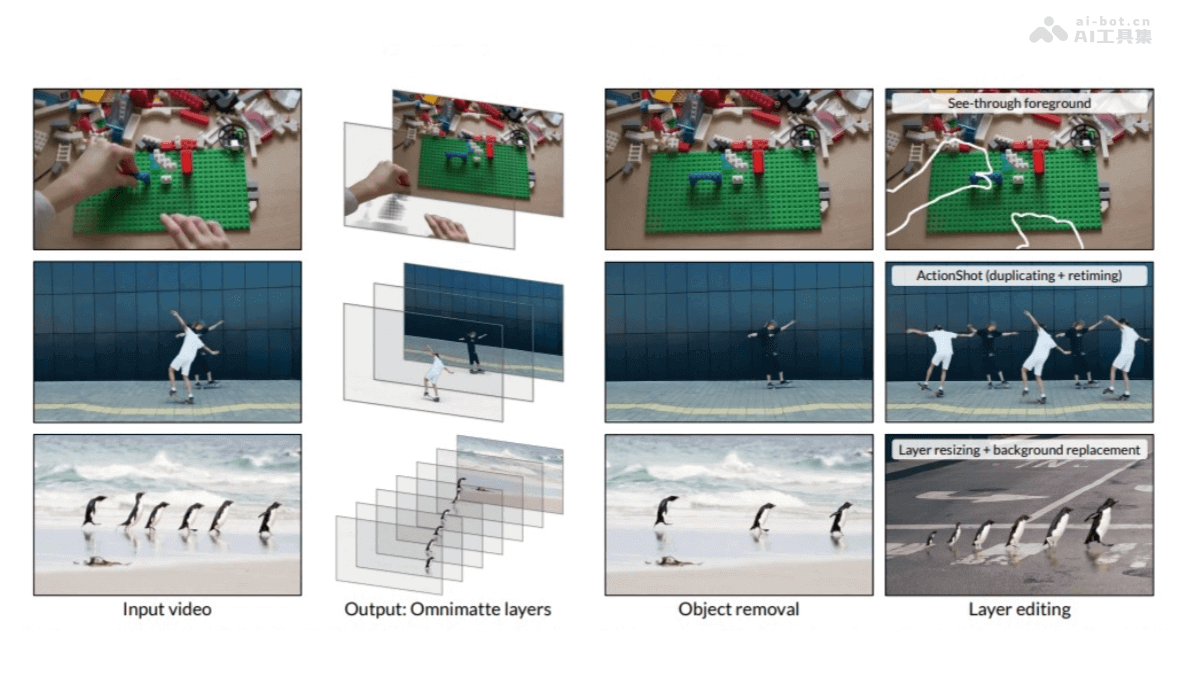 ai-bot.cn
AI工具集
See-through foreground
ActionShot (duplicating + retiming)
Layer resizing + background replacement
Input video
Output: Omnimatte layers
Object removal
Layer editing